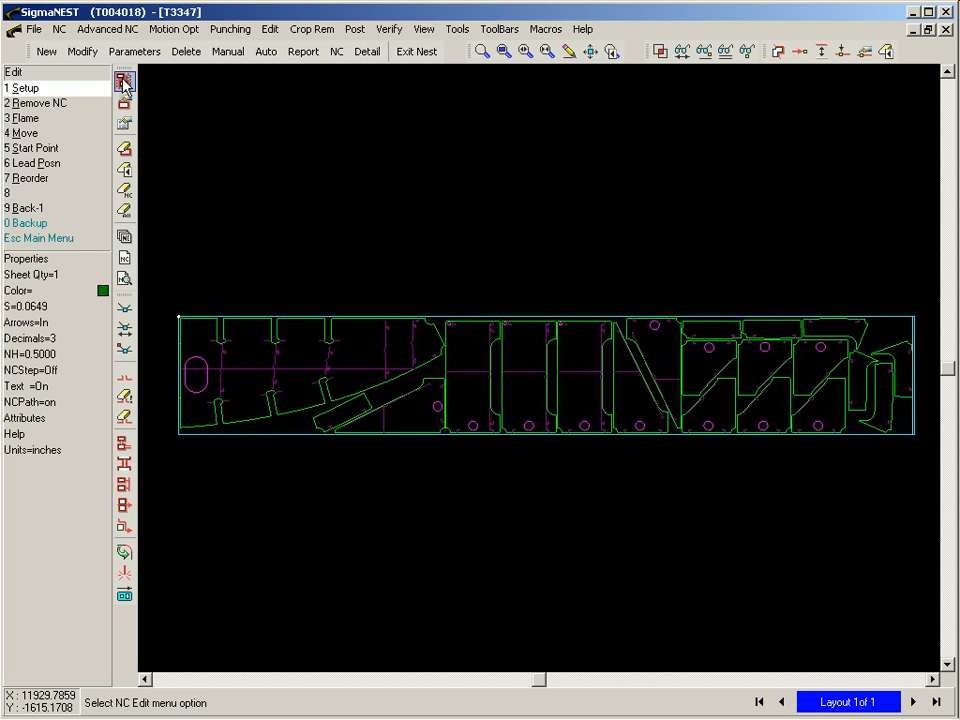 SigmaNEST (T004018) - [T3347]
File NC Advanced NC Motion Opt Punching Edit Crop Rem Post Verify View Tools ToolBars Macros Help
New Modify Parameters Delete Manual Auto Report NC Detail Exit Nest
Edit
1 Setup
2 Remove NC
3 Flame
4 Move
5 Start Point
6 Lead Posn
7 Reorder
8
9 Back-1
0 Backup
Esc Main Menu
Properties
Sheet Qty=1
Color=
S=0.0649
Arrows=In
Decimals=3
NH=0.5000
NCStep=Off
Text =On
NCPath=on
Attributes
Help
Units=inches
X : 11929.7859
Y : -1615.1708
Select NC Edit menu option
Layout 1of 1